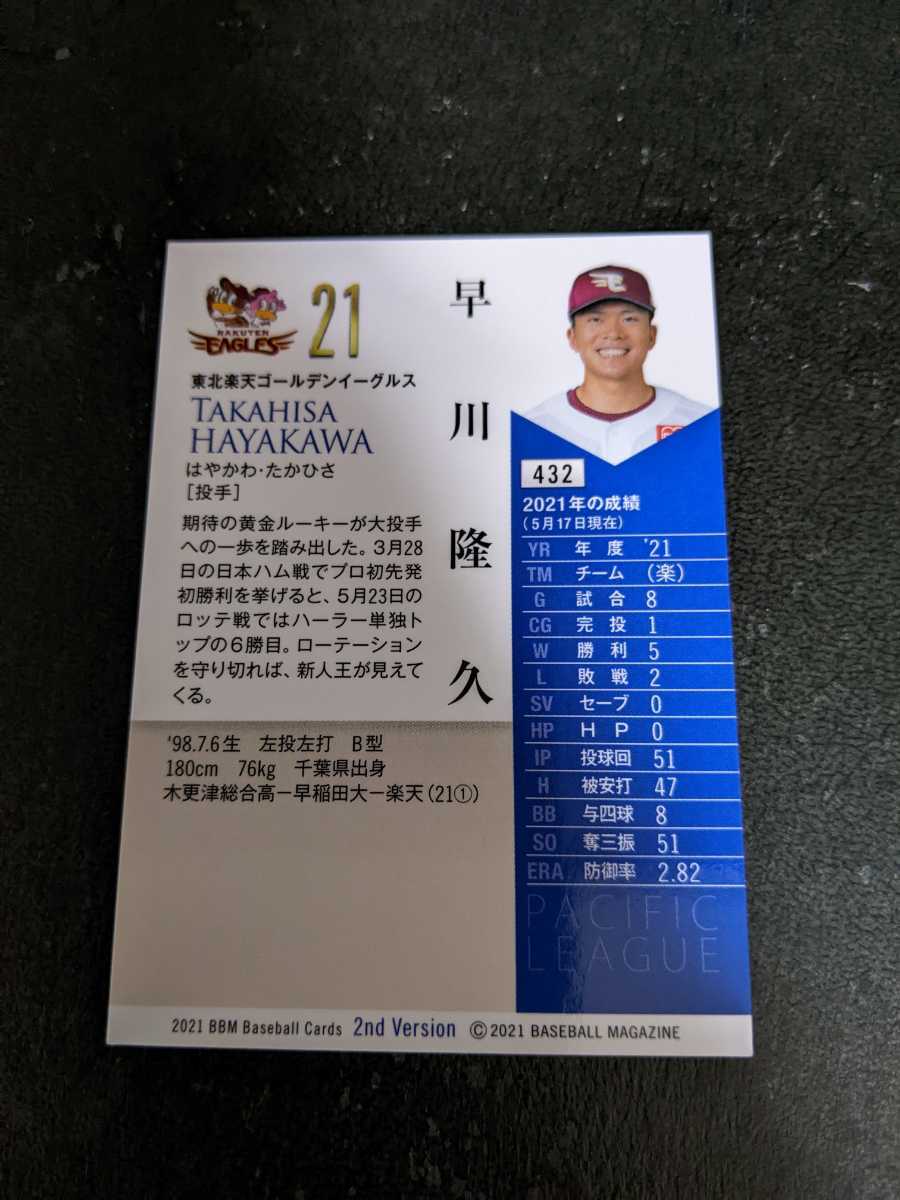 RAKUTEN
EAGLES
21
東北楽天ゴールデンイーグルス
TAKAHISA
HAYAKAWA
はやかわ・たかひさ
[投手]
早川隆久
期待の黄金ルーキーが大投手
への一歩を踏み出した。3月28
日の日本ハム戦でプロ初先発
初勝利を挙げると、5月23日の
ロッテ戦ではハーラー単独ト
ップの6勝目。ローテーション
を守り切れば、新人王が見えて
くる。
'98.7.6生 左投左打 B型
180cm 76kg 千葉県出身
木更津総合高－早稲田大－楽天(21①)
432
2021年の成績
(5月17日現在)
YR 年度 '21
TM チーム (楽)
G 試合 8
CG 完投 1
W 勝利 5
L 敗戦 2
SV セーブ 0
HP HP 0
IP 投球回 51
H 被安打 47
BB 与四球 8
SO 奪三振 51
ERA 防御率 2.82
PACIFIC
LEAGUE
2021 BBM Baseball Cards 2nd Version ©2021 BASEBALL MAGAZINE